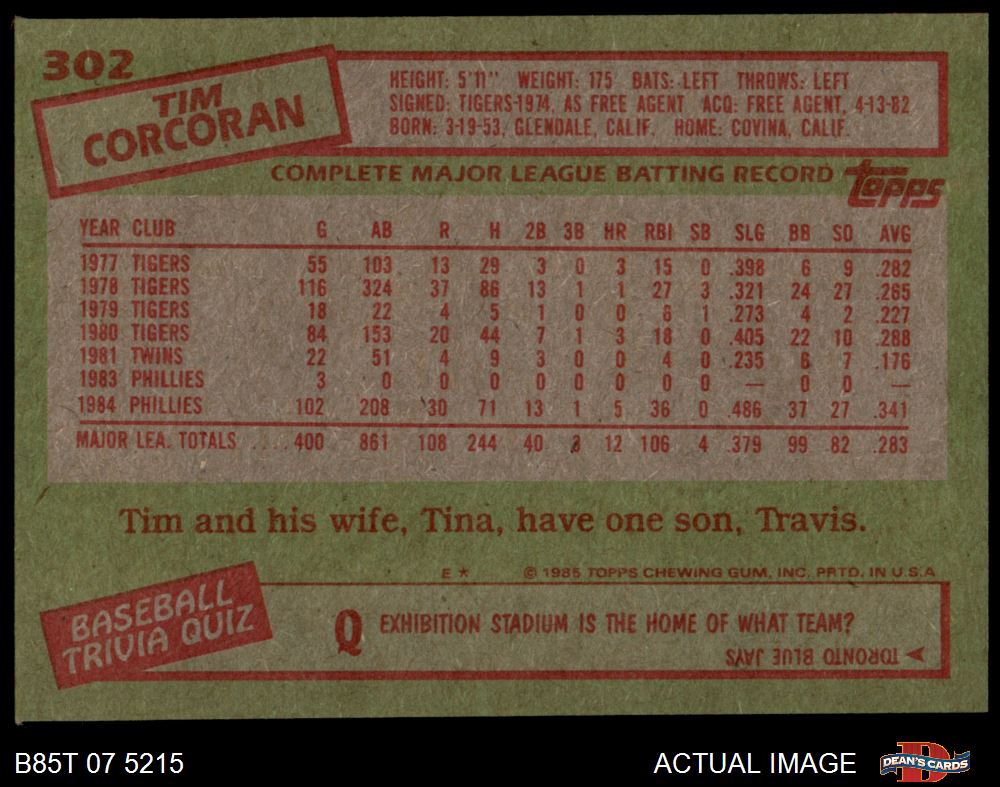 302
TIM
CORCORAN
HEIGHT: 5'11" WEIGHT: 175 BATS: LEFT THROWS: LEFT
SIGNED: TIGERS-1974, AS FREE AGENT ACQ: FREE AGENT, 4-13-82
BORN: 3-19-53, GLENDALE, CALIF. HOME: COVINA, CALIF.
COMPLETE MAJOR LEAGUE BATTING RECORD
topps
YEAR CLUB G AB R H 2B 3B HR RBI SB SLG BB SO AVG
1977 TIGERS 55 103 13 29 3 0 3 15 0 .398 6 9 .282
1978 TIGERS 116 324 37 86 13 1 1 27 3 .321 24 27 .265
1979 TIGERS 18 22 4 5 1 0 0 6 1 .273 4 2 .227
1980 TIGERS 84 153 20 44 7 1 3 18 0 .405 22 10 .288
1981 TWINS 22 51 4 9 3 0 0 4 0 .235 6 7 .176
1983 PHILLIES 3 0 0 0 0 0 0 0 0 — 0 0 —
1984 PHILLIES 102 208 30 71 13 1 5 36 0 .486 37 27 .341
MAJOR LEA. TOTALS ....400 861 108 244 40 3 12 106 4 .379 99 82 .283
Tim and his wife, Tina, have one son, Travis.
E * © 1985 TOPPS CHEWING GUM, INC. PRTD. IN U.S.A
BASEBALL
TRIVIA QUIZ
Q EXHIBITION STADIUM IS THE HOME OF WHAT TEAM?
TORONTO BLUE JAYS
B85T 07 5215
ACTUAL IMAGE
DEAN'S CARDS